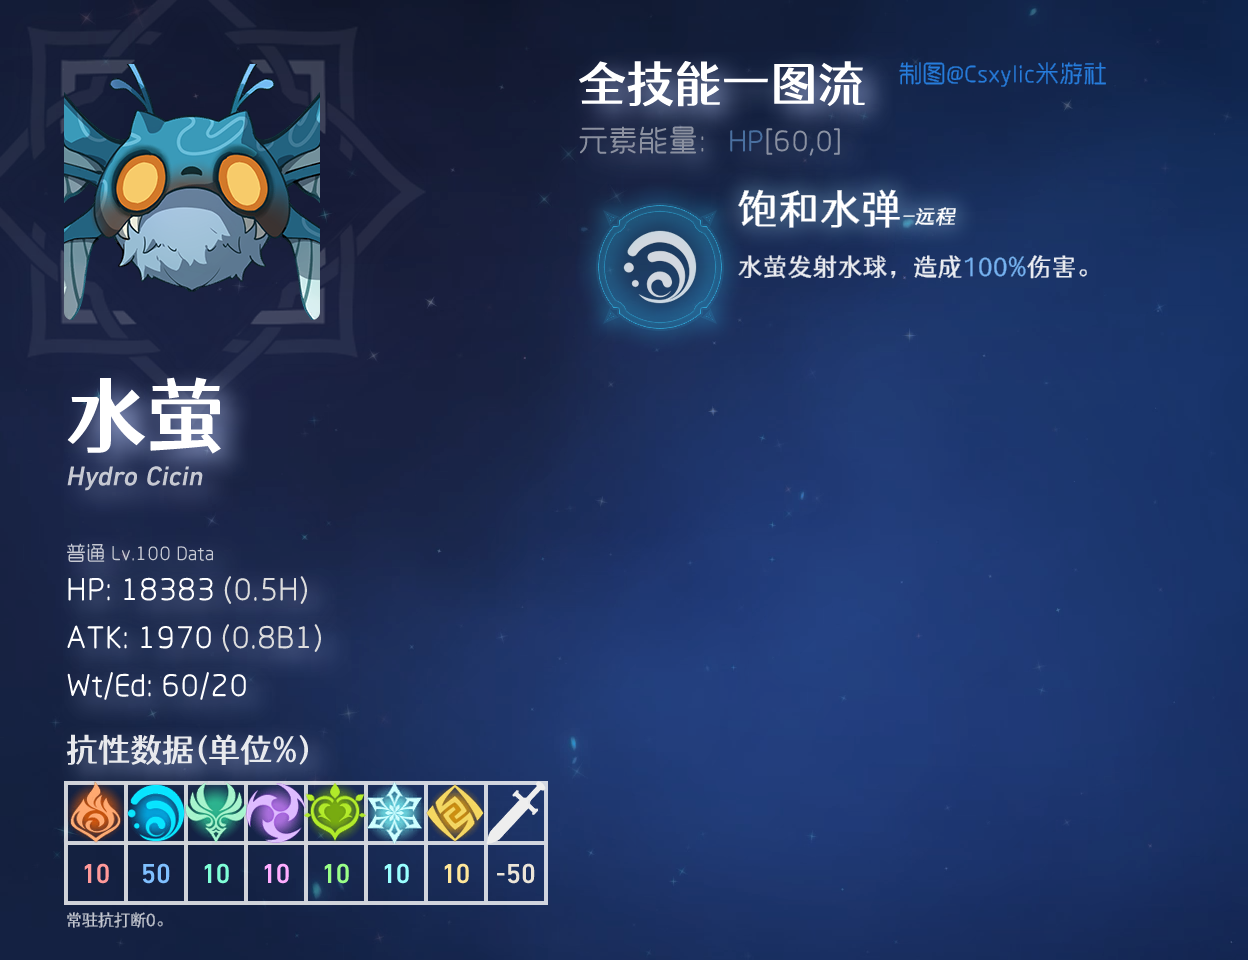 全技能一图流
制图@Csxylic米游社
元素能量: HP[60,0]
饱和水弹-远程
水萤发射水球，造成100%伤害。
水萤
Hydro Cicin
普通 Lv.100 Data
HP: 18383 (0.5H)
ATK: 1970 (0.8B1)
Wt/Ed: 60/20
抗性数据(单位%)
10 50 10 10 10 10 10 -50
常驻抗打断0。